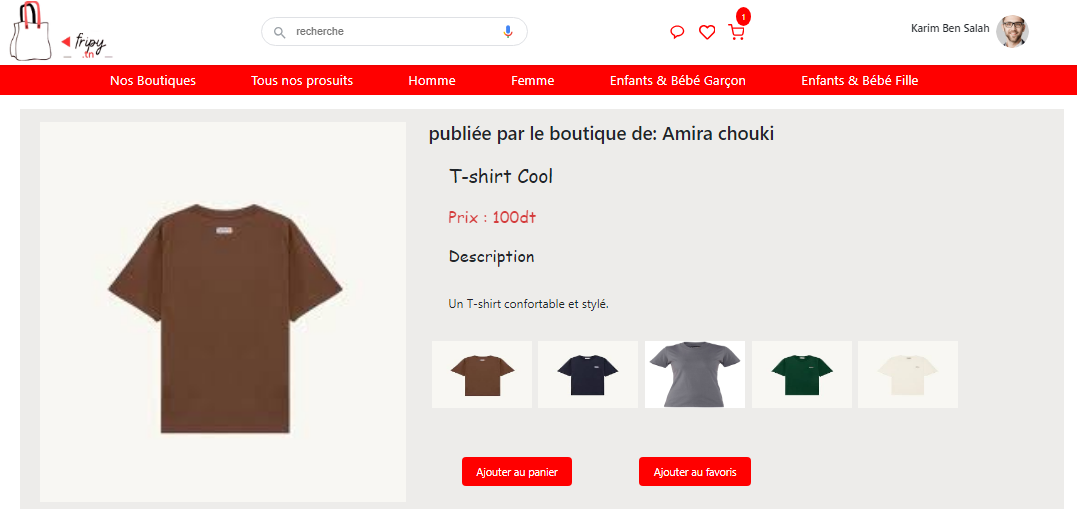 fripy
.tn
recherche
1
Karim Ben Salah
Nos Boutiques
Tous nos prosuits
Homme
Femme
Enfants & Bébé Garçon
Enfants & Bébé Fille
publiée par le boutique de: Amira chouki
T-shirt Cool
Prix : 100dt
Description
Un T-shirt confortable et stylé.
Ajouter au panier
Ajouter au favoris